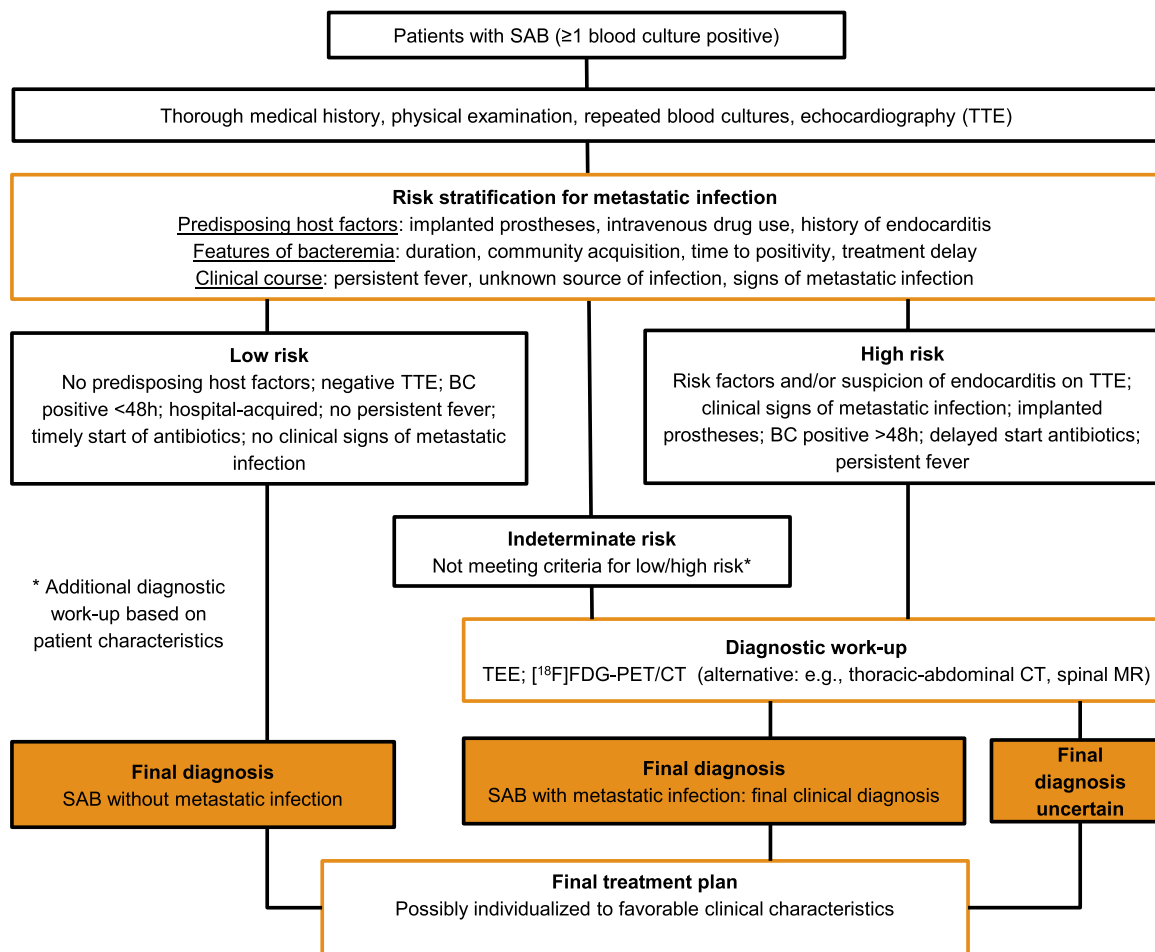 Patients with SAB (≥1 blood culture positive)
Thorough medical history, physical examination, repeated blood cultures, echocardiography (TTE)
Risk stratification for metastatic infection
Predisposing host factors: implanted prostheses, intravenous drug use, history of endocarditis
Features of bacteremia: duration, community acquisition, time to positivity, treatment delay
Clinical course: persistent fever, unknown source of infection, signs of metastatic infection
Low risk
No predisposing host factors; negative TTE; BC
positive <48h; hospital-acquired; no persistent fever;
timely start of antibiotics; no clinical signs of metastatic
infection
High risk
Risk factors and/or suspicion of endocarditis on TTE;
clinical signs of metastatic infection; implanted
prostheses; BC positive >48h; delayed start antibiotics;
persistent fever
Indeterminate risk
Not meeting criteria for low/high risk*
* Additional diagnostic
work-up based on
patient characteristics
Diagnostic work-up
TEE; [¹⁸F]FDG-PET/CT (alternative: e.g., thoracic-abdominal CT, spinal MR)
Final diagnosis
SAB without metastatic infection
Final diagnosis
SAB with metastatic infection: final clinical diagnosis
Final
diagnosis
uncertain
Final treatment plan
Possibly individualized to favorable clinical characteristics